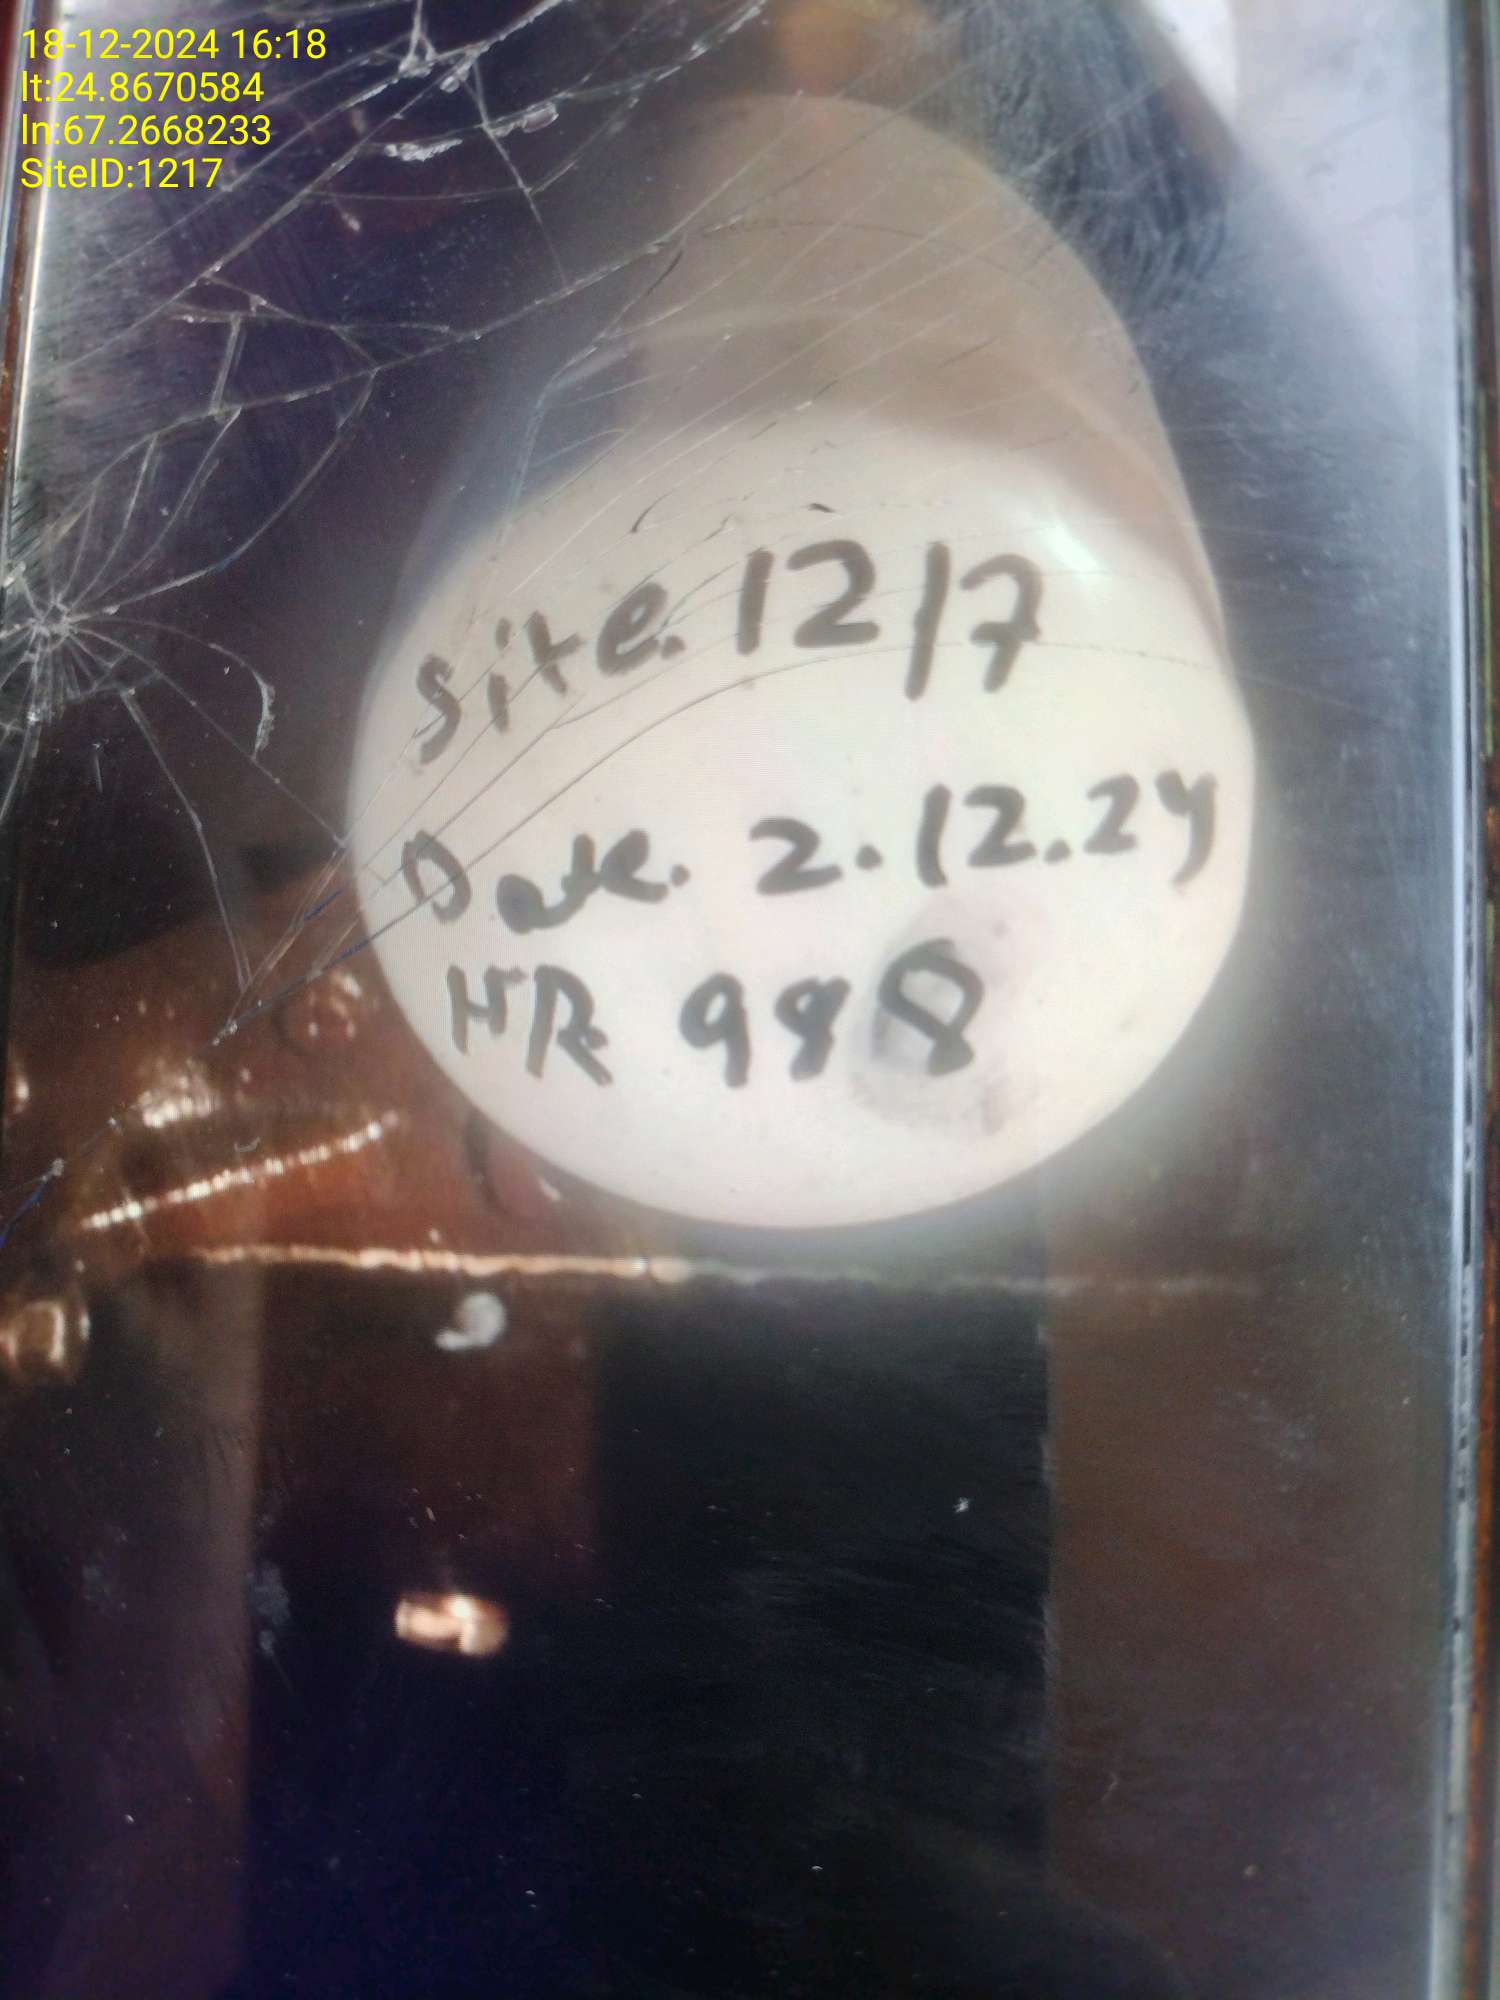 18-12-2024 16:18
lt:24.8670584
ln:67.2668233
SiteID:1217
Site. 1217
Date. 2.12.24
HR 988